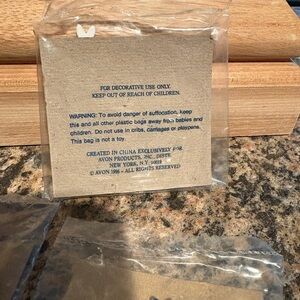 FOR DECORATIVE USE ONLY.
KEEP OUT OF REACH OF CHILDREN.
WARNING: To avoid danger of suffocation, keep
this and all other plastic bags away from babies and
children. Do not use in cribs, carriages or playpens.
This bag is not a toy.
CREATED IN CHINA EXCLUSIVELY FOR
AVON PRODUCTS, INC., DISTR.
NEW YORK, N.Y. 10019
© AVON 1996 • ALL RIGHTS RESERVED